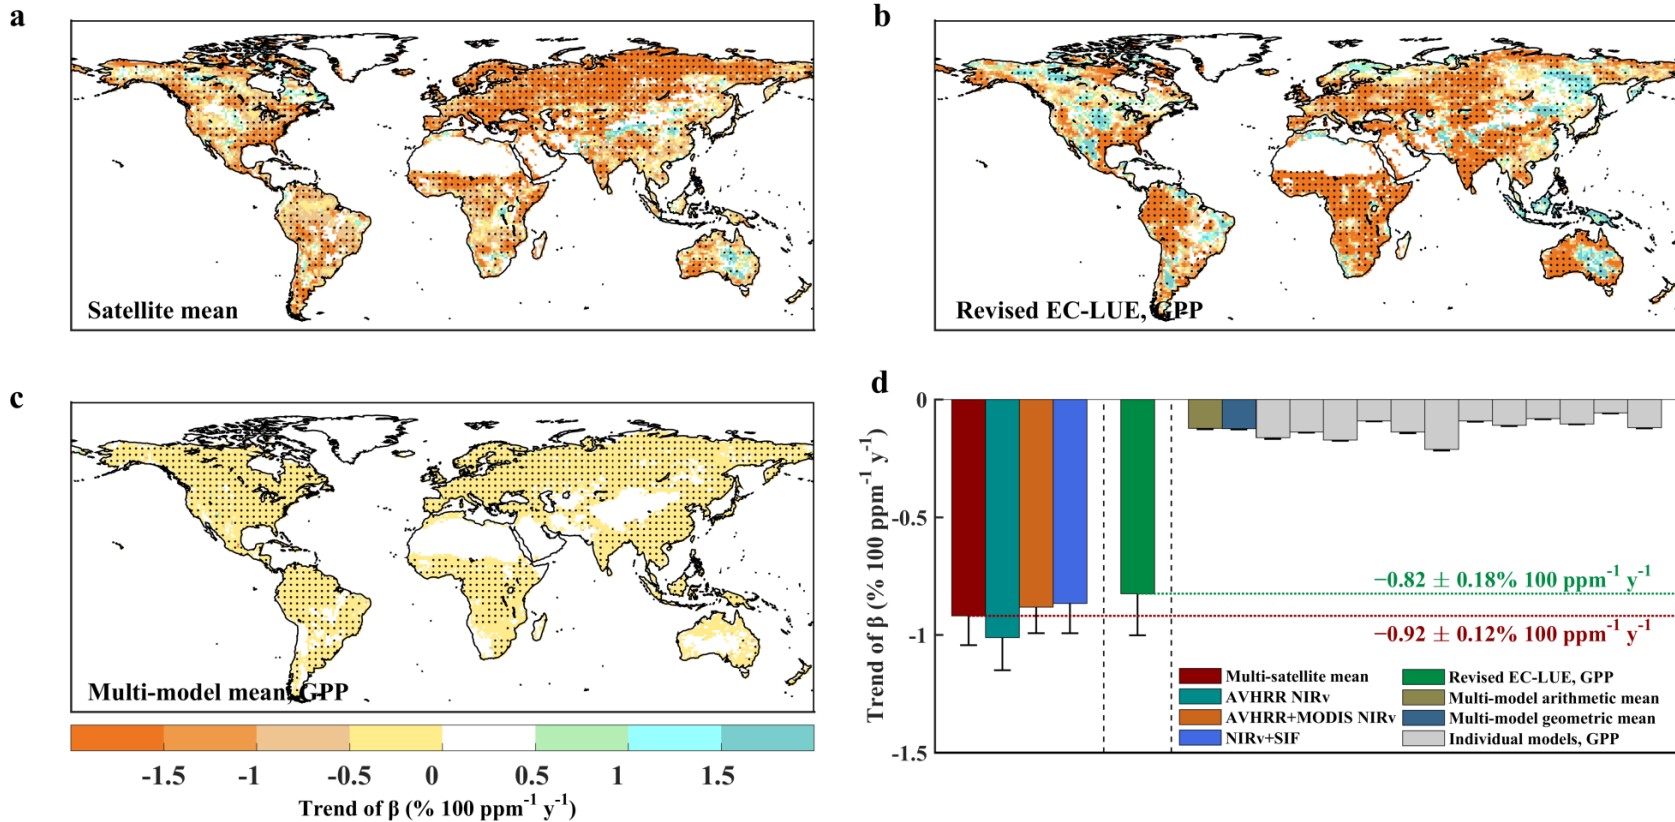 a
Satellite mean
b
Revised EC-LUE, GPP
c
Multi-model mean, GPP
-1.5 -1 -0.5 0 0.5 1 1.5
Trend of β (% 100 ppm⁻¹ y⁻¹)
d
Trend of β (% 100 ppm⁻¹ y⁻¹)
0
-0.5
-1
-1.5
−0.82 ± 0.18% 100 ppm⁻¹ y⁻¹
−0.92 ± 0.12% 100 ppm⁻¹ y⁻¹
Multi-satellite mean
AVHRR NIRv
AVHRR+MODIS NIRv
NIRv+SIF
Revised EC-LUE, GPP
Multi-model arithmetic mean
Multi-model geometric mean
Individual models, GPP